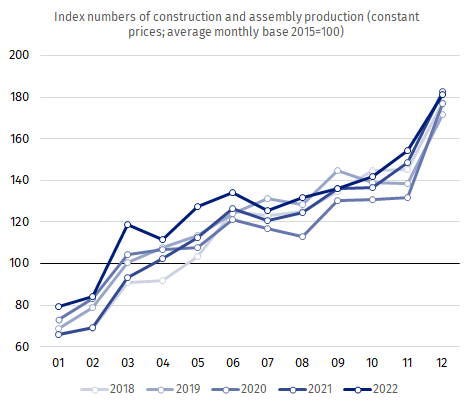 Index numbers of construction and assembly production (constant
prices; average monthly base 2015=100)
200
180
160
140
120
100
80
60
01 02 03 04 05 06 07 08 09 10 11 12
2018 2019 2020 2021 2022